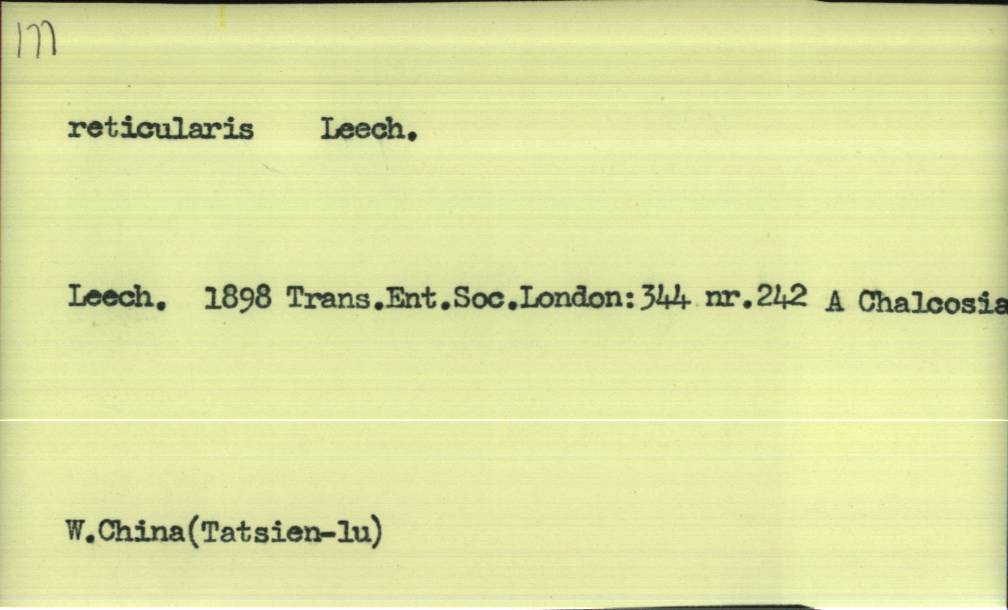 177
reticularis Leech.
Leech. 1898 Trans.Ent.Soc.London:344 nr.242 A Chalcosia
W.China(Tatsien-lu)